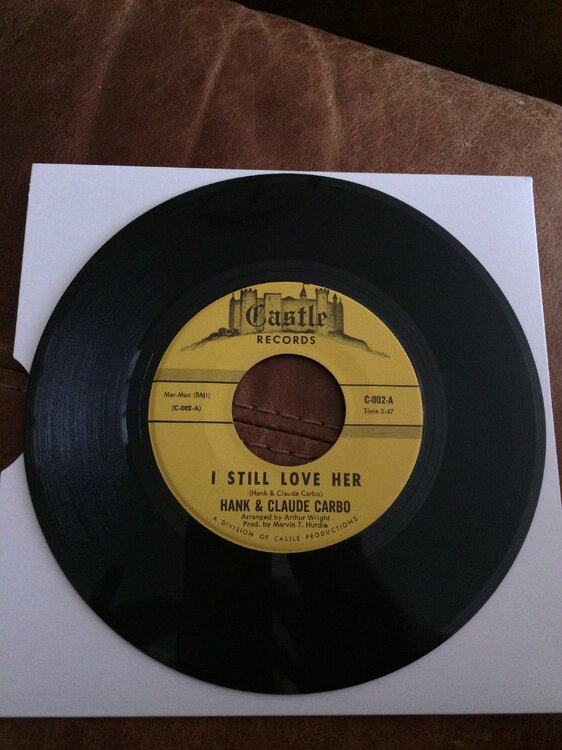 Castle
RECORDS
Mar-Max (BMI)
(C-002-A)
C-002-A
Time 2:47
I STILL LOVE HER
(Hank & Claude Carbo)
HANK & CLAUDE CARBO
Arranged by Arthur Wright
Prod. by Marvin T. Hurdle
A DIVISION OF CASTLE PRODUCTIONS